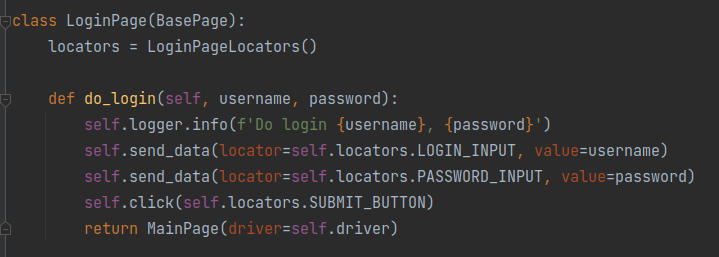 class LoginPage(BasePage):
    locators = LoginPageLocators()

    def do_login(self, username, password):
        self.logger.info(f'Do login {username}, {password}')
        self.send_data(locator=self.locators.LOGIN_INPUT, value=username)
        self.send_data(locator=self.locators.PASSWORD_INPUT, value=password)
        self.click(self.locators.SUBMIT_BUTTON)
        return MainPage(driver=self.driver)